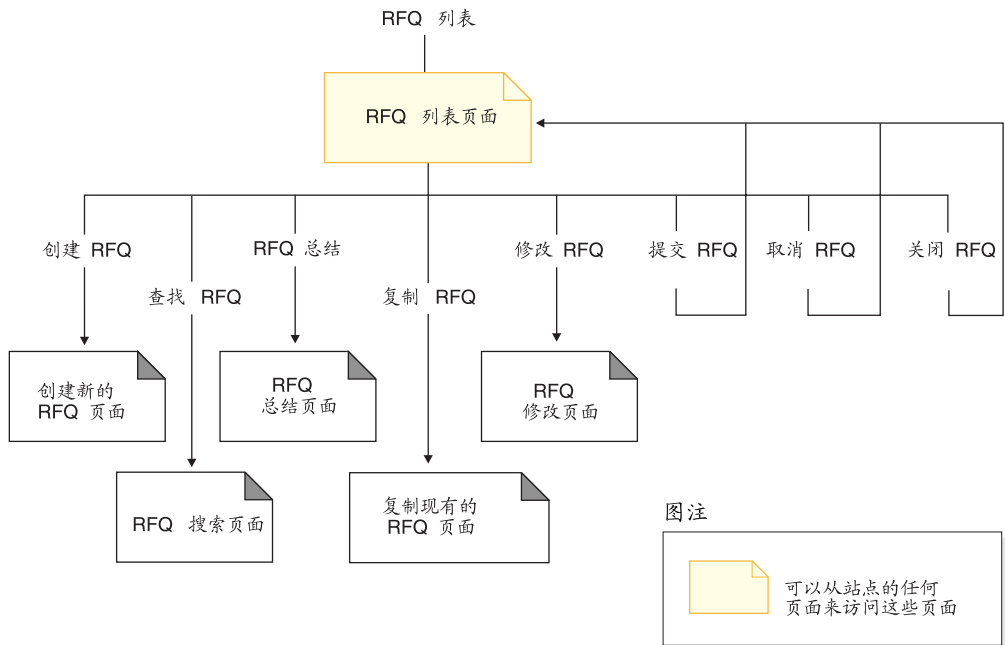 RFQ 列表
RFQ 列表页面
创建 RFQ
RFQ 总结
修改 RFQ
提交 RFQ
取消 RFQ
关闭 RFQ
查找 RFQ
复制 RFQ
创建新的
RFQ 页面
RFQ
总结页面
RFQ
修改页面
RFQ 搜索页面
复制现有的
RFQ 页面
图注
可以从站点的任何
页面来访问这些页面